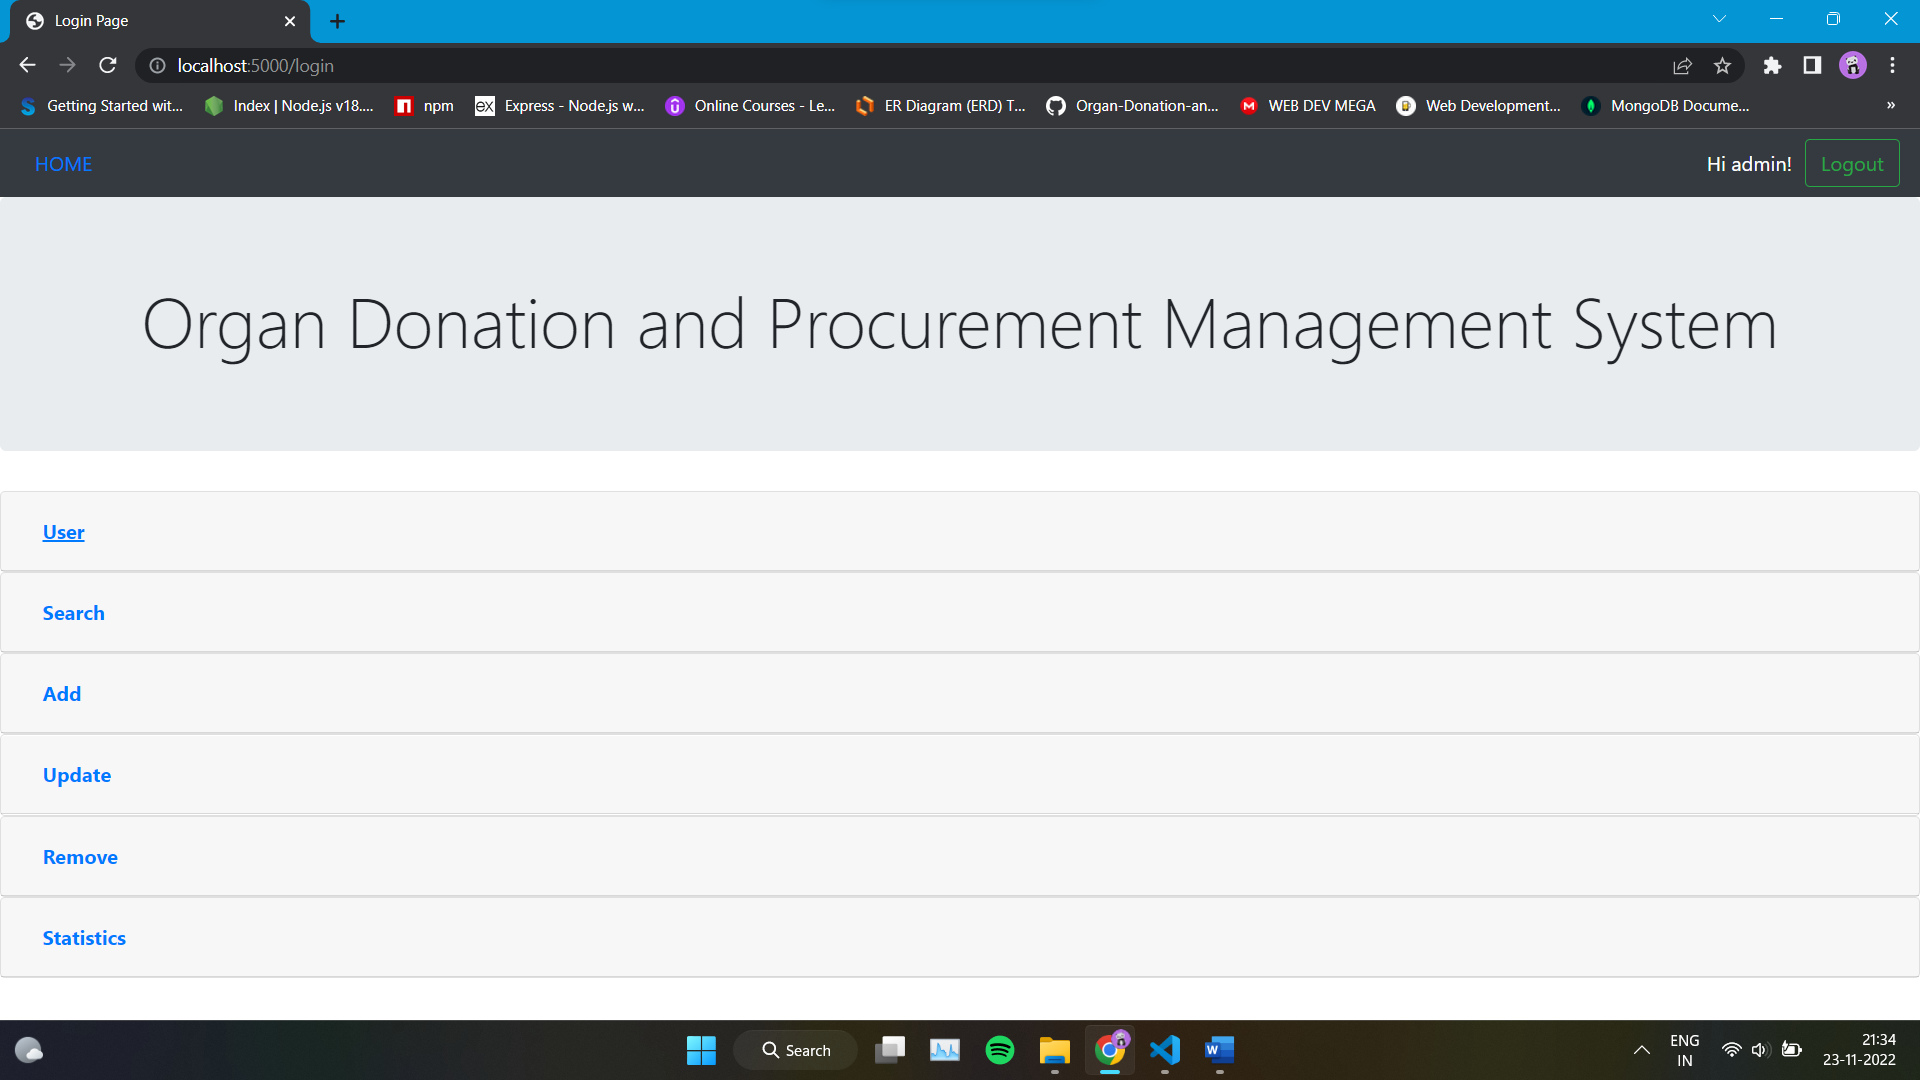 Login Page
localhost:5000/login
Getting Started wit... Index | Node.js v18.... npm ex Express - Node.js w... Online Courses - Le... ER Diagram (ERD) T... Organ-Donation-an... M WEB DEV MEGA Web Development... MongoDB Docume... »
HOME Hi admin! Logout
Organ Donation and Procurement Management System
User
Search
Add
Update
Remove
Statistics
Search
ENG
IN
21:34
23-11-2022